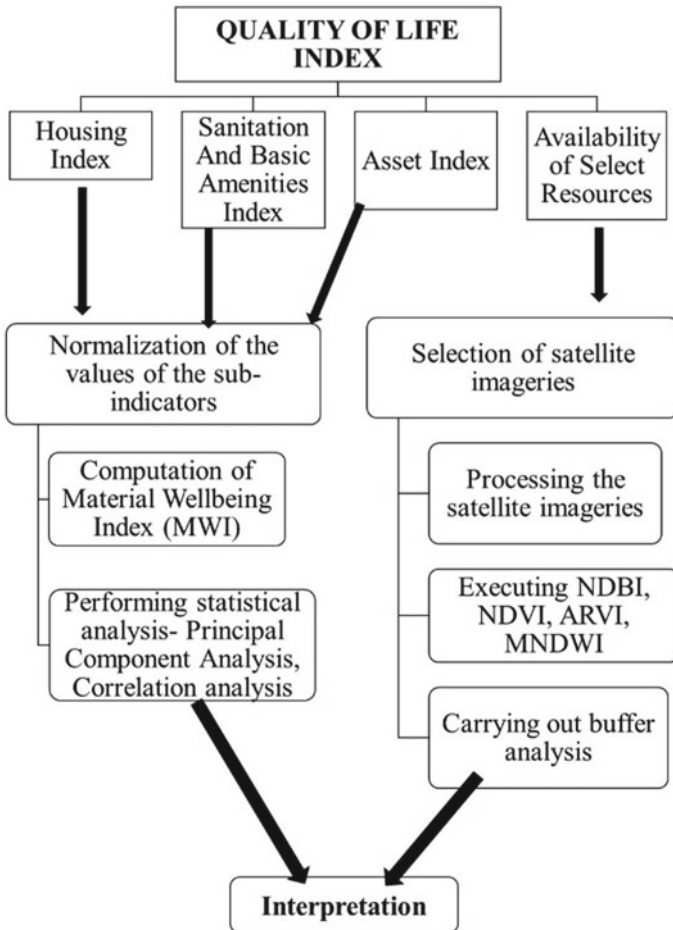 QUALITY OF LIFE
INDEX
Housing
Index
Sanitation
And Basic
Amenities
Index
Asset Index
Availability
of Select
Resources
Normalization of the
values of the sub-
indicators
Selection of satellite
imageries
Computation of
Material Wellbeing
Index (MWI)
Processing the
satellite imageries
Performing statistical
analysis- Principal
Component Analysis,
Correlation analysis
Executing NDBI,
NDVI, ARVI,
MNDWI
Carrying out buffer
analysis
Interpretation